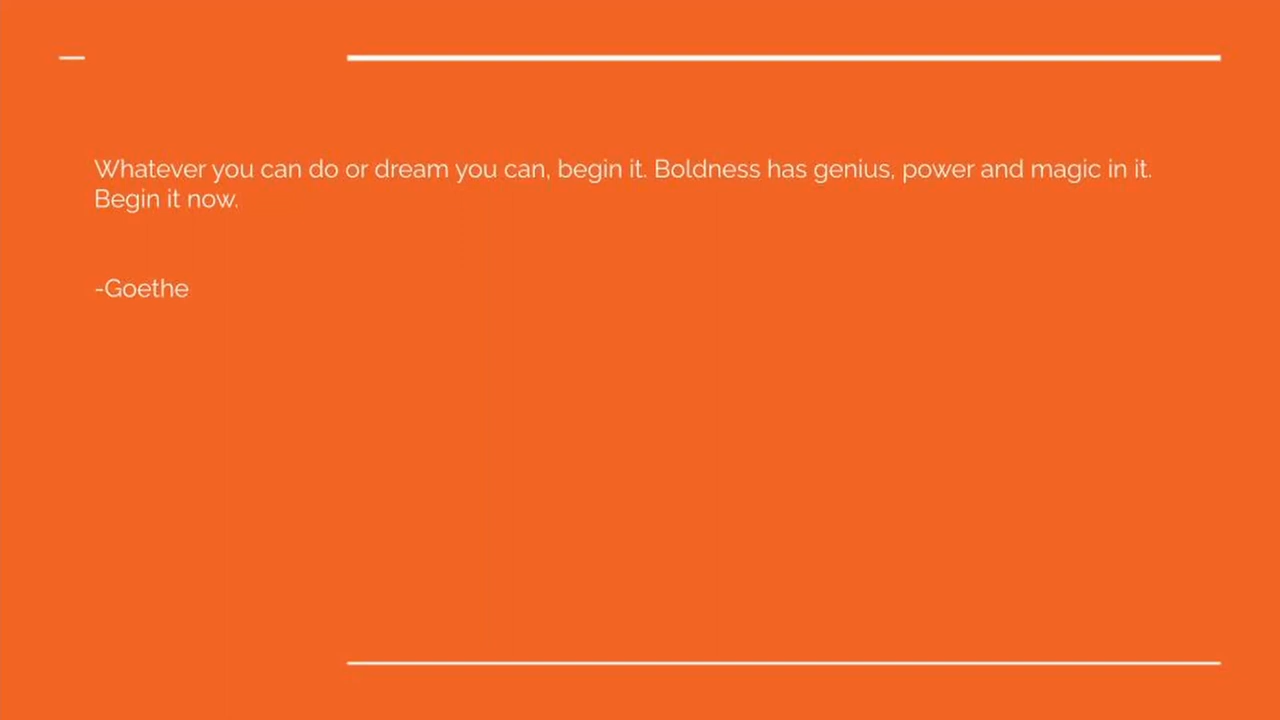 Whatever you can do or dream you can, begin it. Boldness has genius, power and magic in it.
Begin it now.
-Goethe